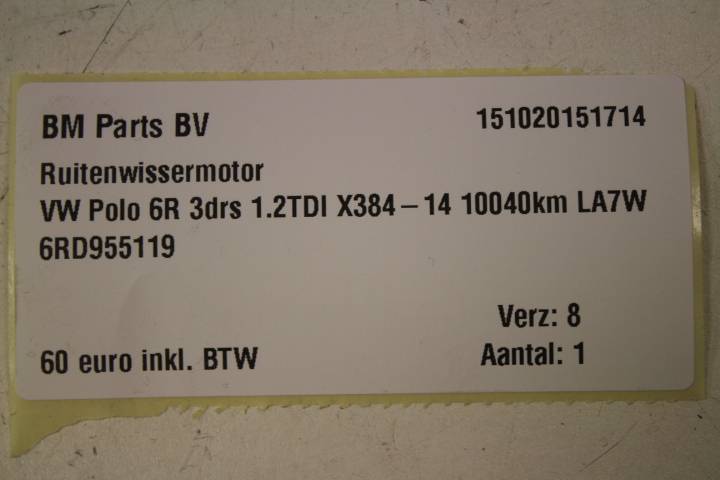 BM Parts BV 151020151714
Ruitenwissermotor
VW Polo 6R 3drs 1.2TDI X384-14 10040km LA7W
6RD955119
Verz: 8
60 euro inkl. BTW Aantal: 1